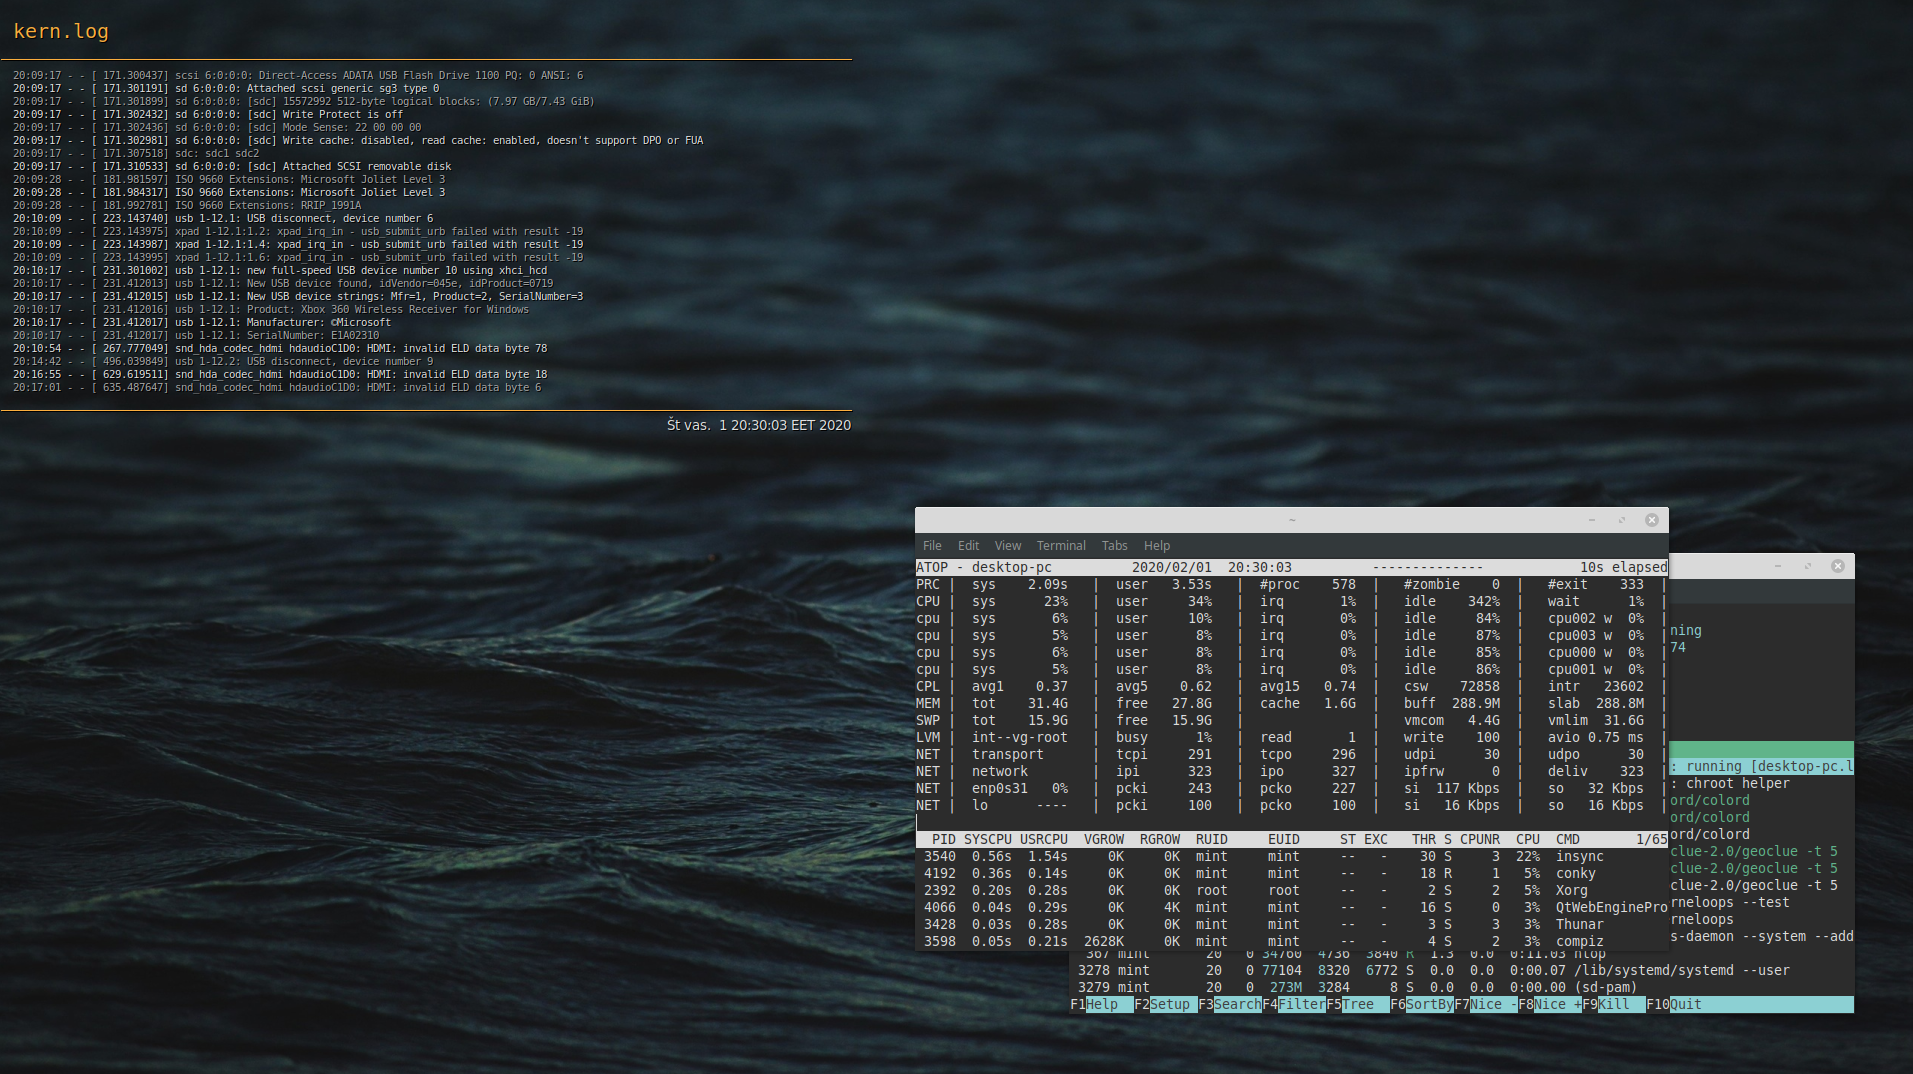 kern.log
20:09:17 - - [ 171.300437] scsi 6:0:0:0: Direct-Access ADATA USB Flash Drive 1100 PQ: 0 ANSI: 6
20:09:17 - - [ 171.301191] sd 6:0:0:0: Attached scsi generic sg3 type 0
20:09:17 - - [ 171.301899] sd 6:0:0:0: [sdc] 15572992 512-byte logical blocks: (7.97 GB/7.43 GiB)
20:09:17 - - [ 171.302432] sd 6:0:0:0: [sdc] Write Protect is off
20:09:17 - - [ 171.302436] sd 6:0:0:0: [sdc] Mode Sense: 22 00 00 00
20:09:17 - - [ 171.302981] sd 6:0:0:0: [sdc] Write cache: disabled, read cache: enabled, doesn't support DPO or FUA
20:09:17 - - [ 171.307518] sdc: sdc1 sdc2
20:09:17 - - [ 171.310533] sd 6:0:0:0: [sdc] Attached SCSI removable disk
20:09:28 - - [ 181.981597] ISO 9660 Extensions: Microsoft Joliet Level 3
20:09:28 - - [ 181.984317] ISO 9660 Extensions: Microsoft Joliet Level 3
20:09:28 - - [ 181.992781] ISO 9660 Extensions: RRIP_1991A
20:10:09 - - [ 223.143740] usb 1-12.1: USB disconnect, device number 6
20:10:09 - - [ 223.143975] xpad 1-12.1:1.2: xpad_irq_in - usb_submit_urb failed with result -19
20:10:09 - - [ 223.143987] xpad 1-12.1:1.4: xpad_irq_in - usb_submit_urb failed with result -19
20:10:09 - - [ 223.143995] xpad 1-12.1:1.6: xpad_irq_in - usb_submit_urb failed with result -19
20:10:17 - - [ 231.301002] usb 1-12.1: new full-speed USB device number 10 using xhci_hcd
20:10:17 - - [ 231.412013] usb 1-12.1: New USB device found, idVendor=045e, idProduct=0719
20:10:17 - - [ 231.412015] usb 1-12.1: New USB device strings: Mfr=1, Product=2, SerialNumber=3
20:10:17 - - [ 231.412016] usb 1-12.1: Product: Xbox 360 Wireless Receiver for Windows
20:10:17 - - [ 231.412017] usb 1-12.1: Manufacturer: ©Microsoft
20:10:17 - - [ 231.412017] usb 1-12.1: SerialNumber: E1A02310
20:10:54 - - [ 267.777049] snd_hda_codec_hdmi hdaudioC1D0: HDMI: invalid ELD data byte 78
20:14:42 - - [ 496.039849] usb 1-12.2: USB disconnect, device number 9
20:16:55 - - [ 629.619511] snd_hda_codec_hdmi hdaudioC1D0: HDMI: invalid ELD data byte 18
20:17:01 - - [ 635.487647] snd_hda_codec_hdmi hdaudioC1D0: HDMI: invalid ELD data byte 6
Št vas.  1 20:30:03 EET 2020
~
File Edit View Terminal Tabs Help
ATOP - desktop-pc 2020/02/01 20:30:03 -------------- 10s elapsed
PRC | sys 2.09s | user 3.53s | #proc 578 | #zombie 0 | #exit 333 |
CPU | sys 23% | user 34% | irq 1% | idle 342% | wait 1% |
cpu | sys 6% | user 10% | irq 0% | idle 84% | cpu002 w 0% |
cpu | sys 5% | user 8% | irq 0% | idle 87% | cpu003 w 0% |
cpu | sys 6% | user 8% | irq 0% | idle 85% | cpu000 w 0% |
cpu | sys 5% | user 8% | irq 0% | idle 86% | cpu001 w 0% |
CPL | avg1 0.37 | avg5 0.62 | avg15 0.74 | csw 72858 | intr 23602 |
MEM | tot 31.4G | free 27.8G | cache 1.6G | buff 288.9M | slab 288.8M |
SWP | tot 15.9G | free 15.9G | | vmcom 4.4G | vmlim 31.6G |
LVM | int--vg-root | busy 1% | read 1 | write 100 | avio 0.75 ms |
NET | transport | tcpi 291 | tcpo 296 | udpi 30 | udpo 30 |
NET | network | ipi 323 | ipo 327 | ipfrw 0 | deliv 323 |
NET | enp0s31 0% | pcki 243 | pcko 227 | si 117 Kbps | so 32 Kbps |
NET | lo ---- | pcki 100 | pcko 100 | si 16 Kbps | so 16 Kbps |
PID SYSCPU USRCPU VGROW RGROW RUID EUID ST EXC THR S CPUNR CPU CMD 1/65
3540 0.56s 1.54s 0K 0K mint mint -- - 30 S 3 22% insync
4192 0.36s 0.14s 0K 0K mint mint -- - 18 R 1 5% conky
2392 0.20s 0.28s 0K 0K root root -- - 2 S 2 5% Xorg
4066 0.04s 0.29s 0K 4K mint mint -- - 16 S 0 3% QtWebEnginePro
3428 0.03s 0.28s 0K 0K mint mint -- - 3 S 3 3% Thunar
3598 0.05s 0.21s 2628K 0K mint mint -- - 4 S 2 3% compiz
ning
74
: running [desktop-pc.l
: chroot helper
ord/colord
ord/colord
ord/colord
clue-2.0/geoclue -t 5
clue-2.0/geoclue -t 5
clue-2.0/geoclue -t 5
rneloops --test
rneloops
s-daemon --system --add
367 mint 20 0 34760 4736 3840 R 1.3 0.0 0:11.03 htop
3278 mint 20 0 77104 8320 6772 S 0.0 0.0 0:00.07 /lib/systemd/systemd --user
3279 mint 20 0 273M 3284 8 S 0.0 0.0 0:00.00 (sd-pam)
F1Help F2Setup F3SearchF4FilterF5Tree F6SortByF7Nice -F8Nice +F9Kill F10Quit